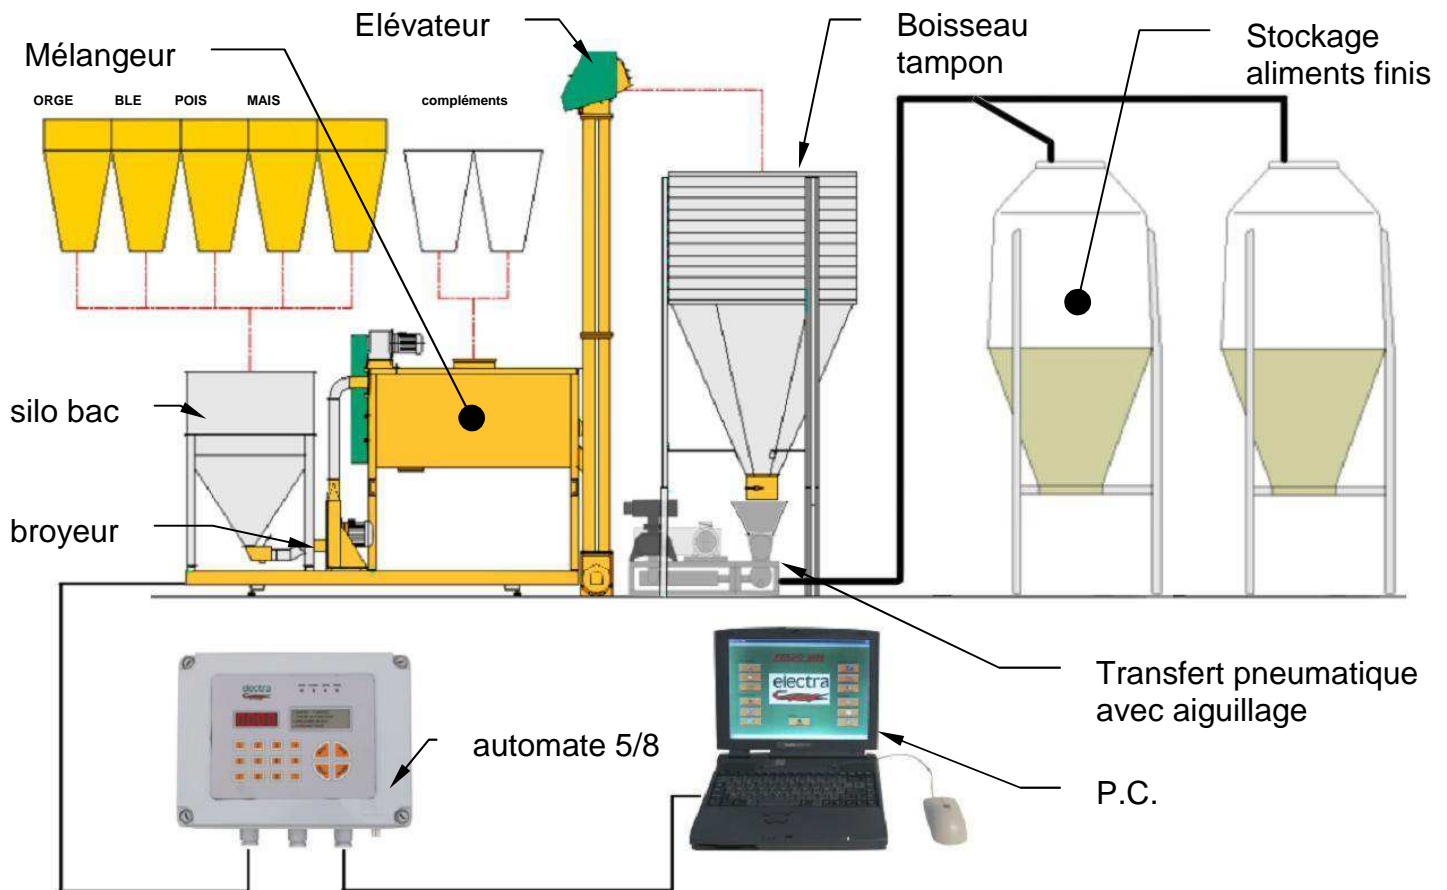 Elévateur
Boisseau
tampon
Stockage
aliments finis
Mélangeur
ORGE
BLE
POIS
MAIS
compléments
silo bac
broyeur
Transfert pneumatique
avec aiguillage
automate 5/8
P.C.
electra
electra